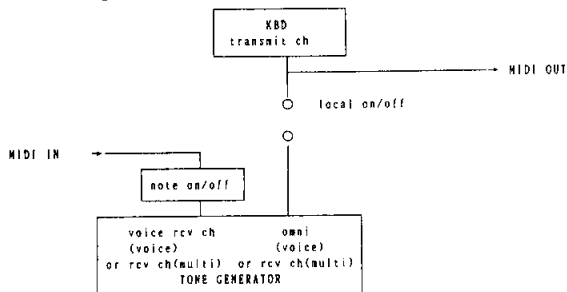 KBD
transmit ch
MIDI OUT
local on/off
MIDI IN
note on/off
voice rcv ch omni
(voice) (voice)
or rcv ch(multi) or rcv ch(multi)
TONE GENERATOR